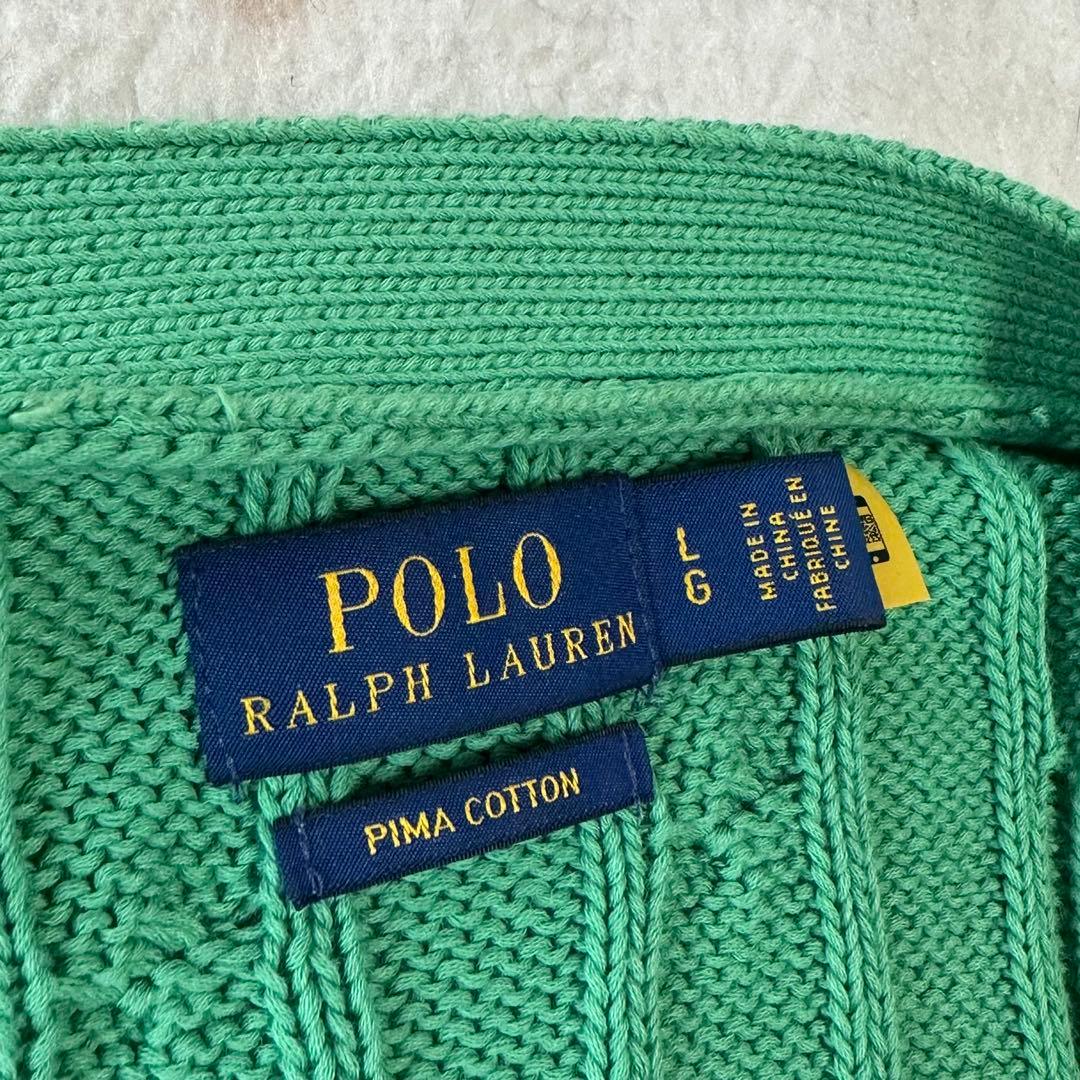 POLO
RALPH LAUREN
L
G
MADE IN
CHINA
FABRIQUÉ EN
CHINE
PIMA COTTON